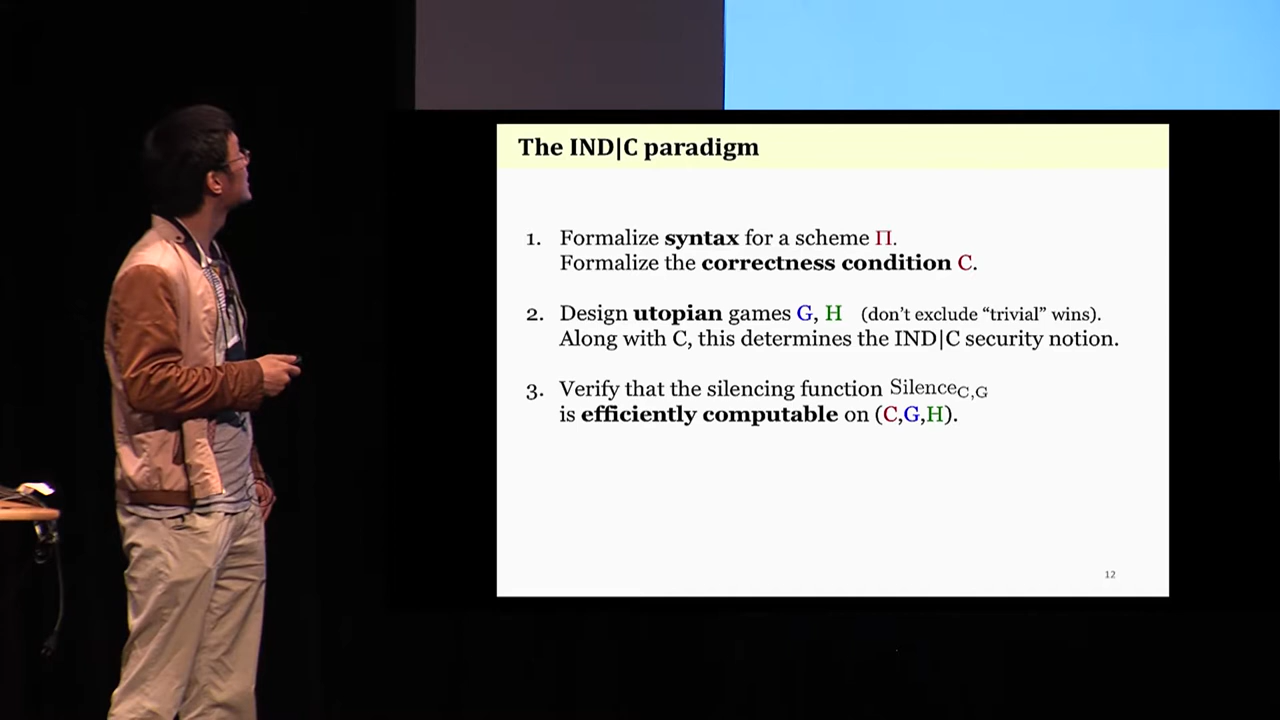 The IND|C paradigm
1. Formalize syntax for a scheme Π.
Formalize the correctness condition C.
2. Design utopian games G, H (don't exclude “trivial” wins).
Along with C, this determines the IND|C security notion.
3. Verify that the silencing function Silence_C,G
is efficiently computable on (C,G,H).
12